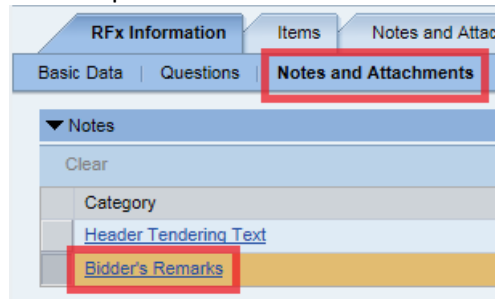 RFx Information Items Notes and Attac
Basic Data | Questions | Notes and Attachments
Notes
Clear
Category
Header Tendering Text
Bidder's Remarks